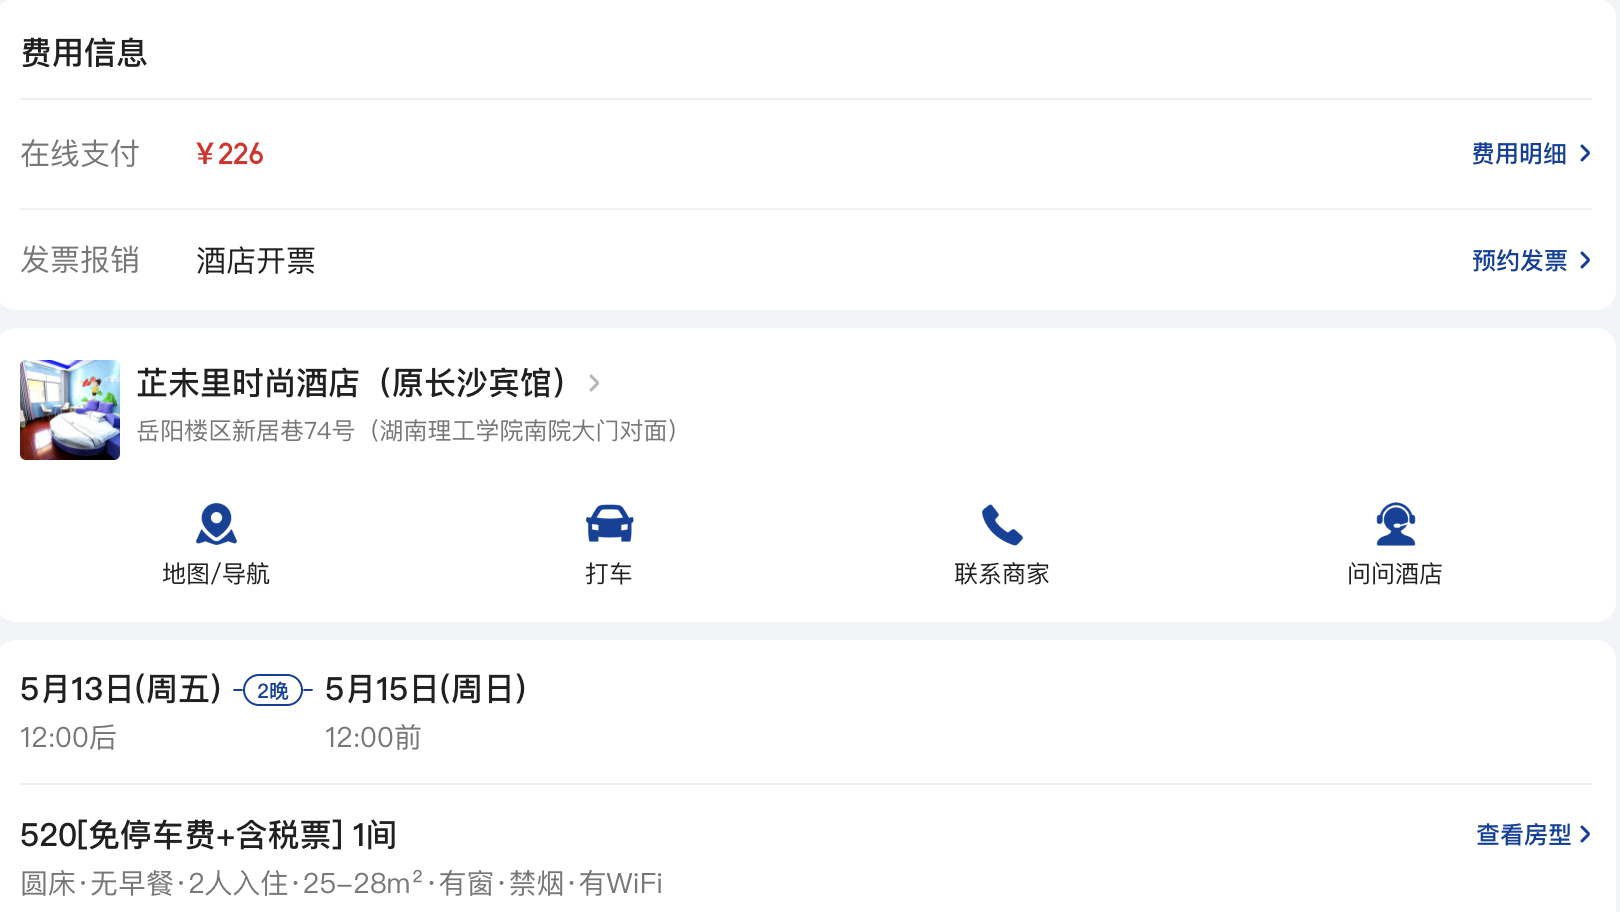 费用信息
在线支付 ¥226 费用明细
发票报销 酒店开票 预约发票
芷未里时尚酒店（原长沙宾馆）
岳阳楼区新居巷74号（湖南理工学院南院大门对面）
地图/导航 打车 联系商家 问问酒店
5月13日(周五) 2晚 5月15日(周日)
12:00后 12:00前
520[免停车费+含税票] 1间 查看房型
圆床·无早餐·2人入住·25-28m²·有窗·禁烟·有WiFi